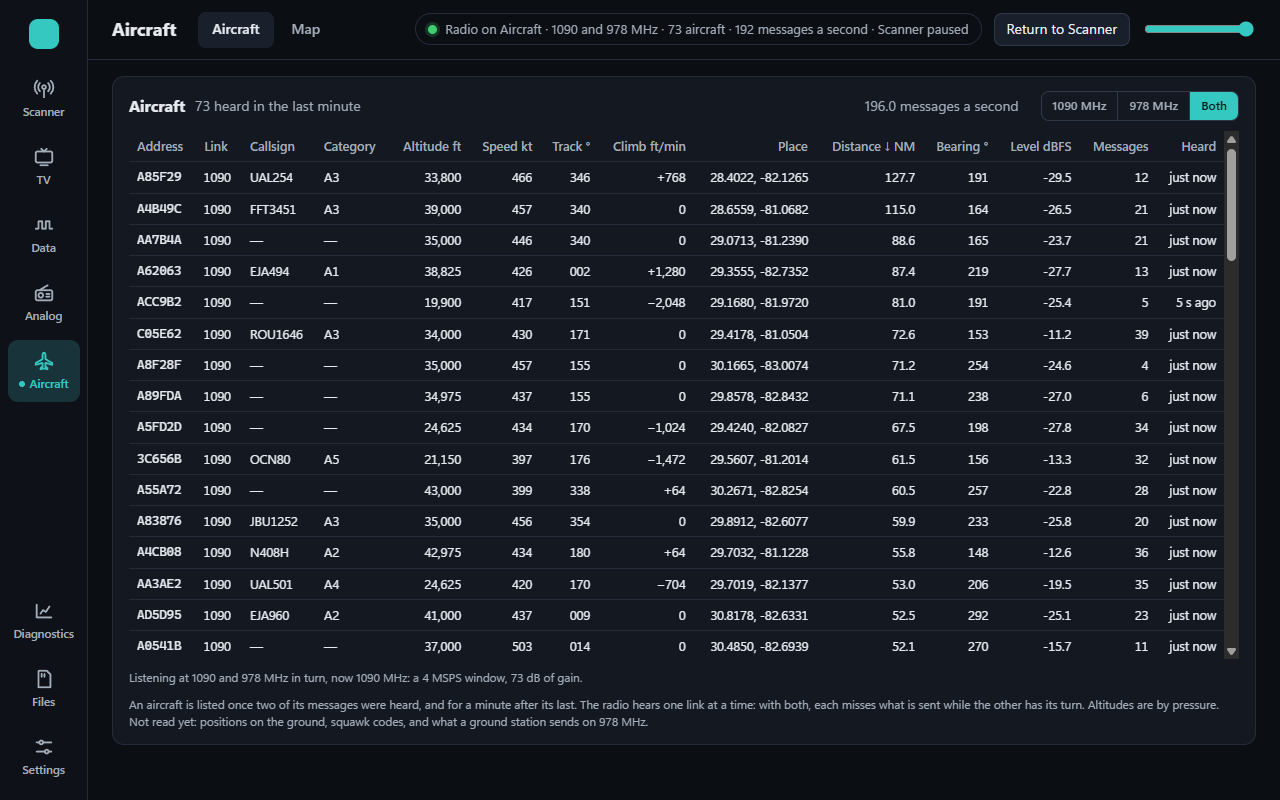 Aircraft Aircraft Map Radio on Aircraft · 1090 and 978 MHz · 73 aircraft · 192 messages a second · Scanner paused Return to Scanner
Scanner
TV
Data
Analog
Aircraft
Diagnostics
Files
Settings
Aircraft 73 heard in the last minute 196.0 messages a second 1090 MHz 978 MHz Both
Address Link Callsign Category Altitude ft Speed kt Track ° Climb ft/min Place Distance ↓ NM Bearing ° Level dBFS Messages Heard
A85F29 1090 UAL254 A3 33,800 466 346 +768 28.4022, -82.1265 127.7 191 -29.5 12 just now
A4B49C 1090 FFT3451 A3 39,000 457 340 0 28.6559, -81.0682 115.0 164 -26.5 21 just now
AA7B4A 1090 — — 35,000 446 340 0 29.0713, -81.2390 88.6 165 -23.7 21 just now
A62063 1090 EJA494 A1 38,825 426 002 +1,280 29.3555, -82.7352 87.4 219 -27.7 13 just now
ACC9B2 1090 — — 19,900 417 151 −2,048 29.1680, -81.9720 81.0 191 -25.4 5 5 s ago
C05E62 1090 ROU1646 A3 34,000 430 171 0 29.4178, -81.0504 72.6 153 -11.2 39 just now
A8F28F 1090 — — 35,000 457 155 0 30.1665, -83.0074 71.2 254 -24.6 4 just now
A89FDA 1090 — — 34,975 437 155 0 29.8578, -82.8432 71.1 238 -27.0 6 just now
A5FD2D 1090 — — 24,625 434 170 −1,024 29.4240, -82.0827 67.5 198 -27.8 34 just now
3C656B 1090 OCN80 A5 21,150 397 176 −1,472 29.5607, -81.2014 61.5 156 -13.3 32 just now
A55A72 1090 — — 43,000 399 338 +64 30.2671, -82.8254 60.5 257 -22.8 28 just now
A83876 1090 JBU1252 A3 35,000 456 354 0 29.8912, -82.6077 59.9 233 -25.8 20 just now
A4CB08 1090 N408H A2 42,975 434 180 +64 29.7032, -81.1228 55.8 148 -12.6 36 just now
AA3AE2 1090 UAL501 A4 24,625 420 170 −704 29.7019, -82.1377 53.0 206 -19.5 35 just now
AD5D95 1090 EJA960 A2 41,000 437 009 0 30.8178, -82.6331 52.5 292 -25.1 23 just now
A0541B 1090 — — 37,000 503 014 0 30.4850, -82.6939 52.1 270 -15.7 11 just now
Listening at 1090 and 978 MHz in turn, now 1090 MHz: a 4 MSPS window, 73 dB of gain.
An aircraft is listed once two of its messages were heard, and for a minute after its last. The radio hears one link at a time: with both, each misses what is sent while the other has its turn. Altitudes are by pressure.
Not read yet: positions on the ground, squawk codes, and what a ground station sends on 978 MHz.